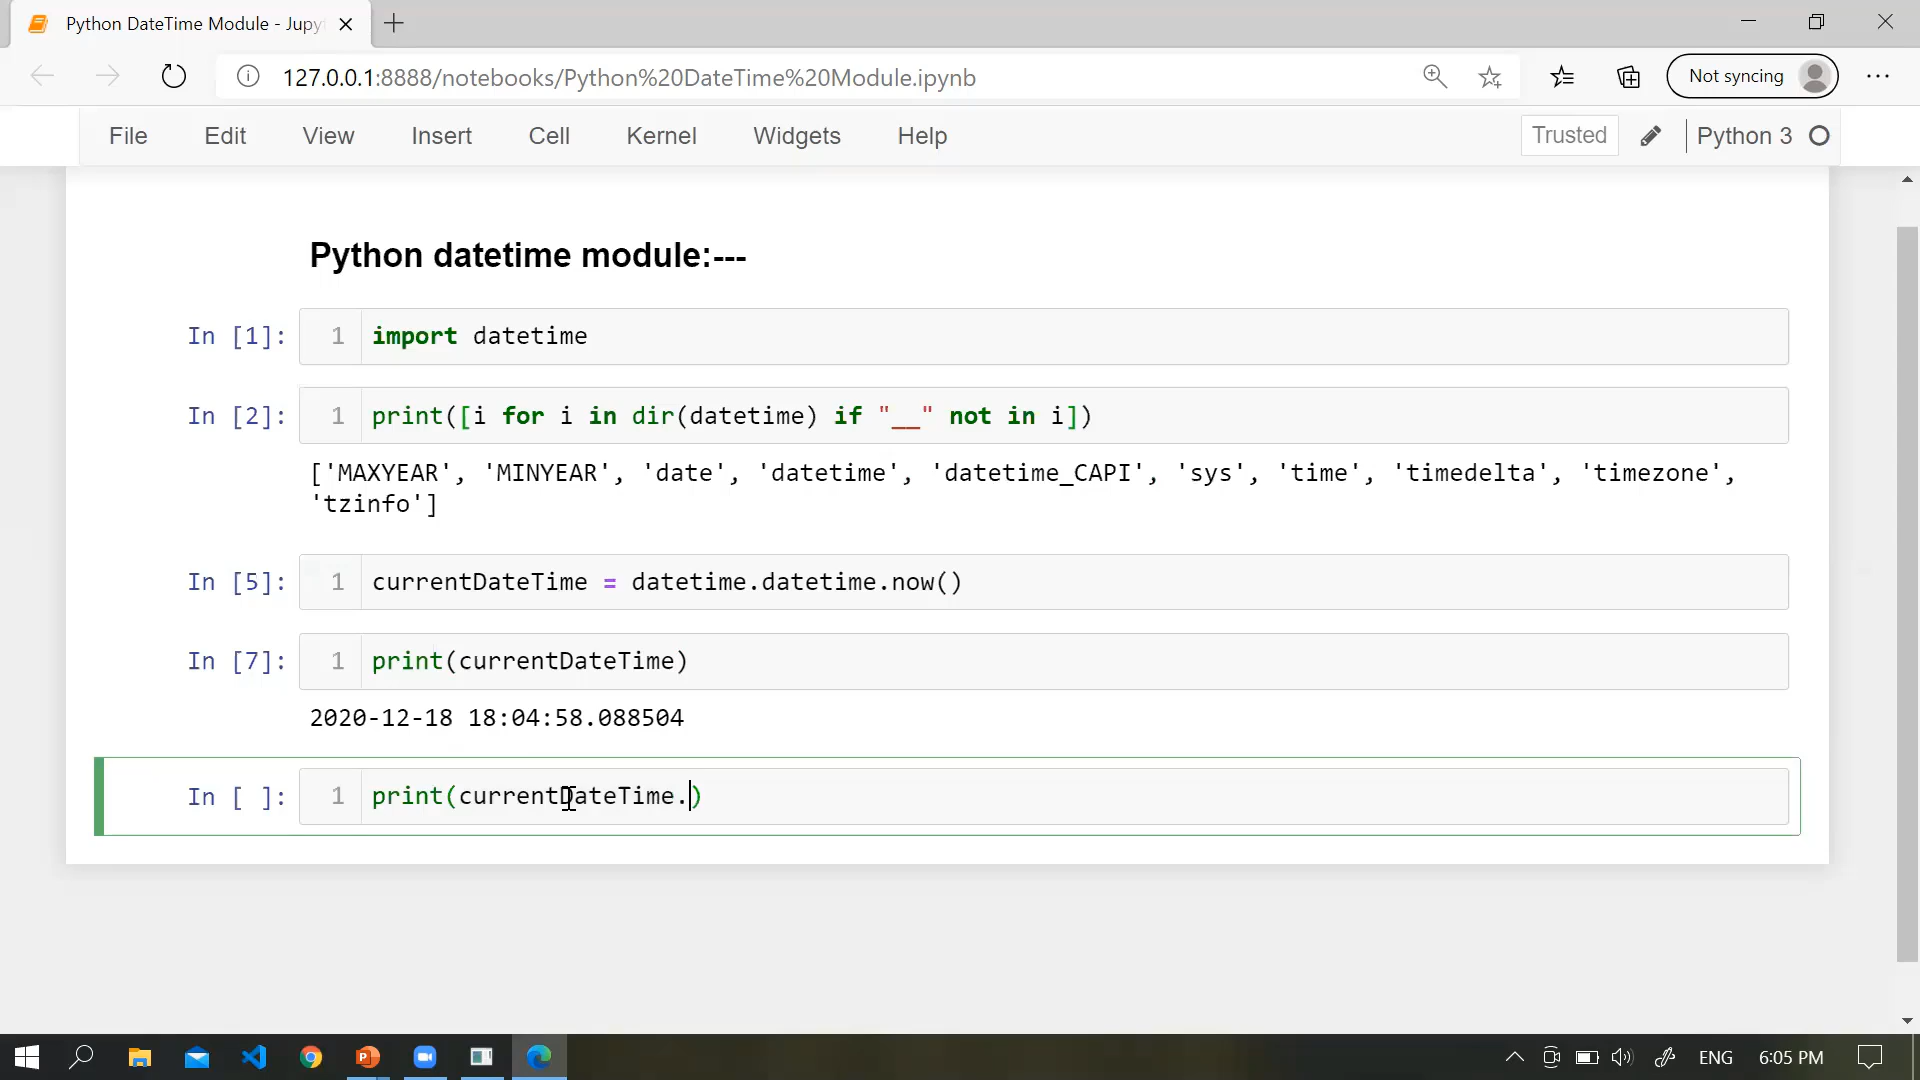 Python DateTime Module - Jupy
127.0.0.1:8888/notebooks/Python%20DateTime%20Module.ipynb
Not syncing
File Edit View Insert Cell Kernel Widgets Help Trusted Python 3
Python datetime module:---
In [1]: 1 import datetime
In [2]: 1 print([i for i in dir(datetime) if "__" not in i])
['MAXYEAR', 'MINYEAR', 'date', 'datetime', 'datetime_CAPI', 'sys', 'time', 'timedelta', 'timezone',
'tzinfo']
In [5]: 1 currentDateTime = datetime.datetime.now()
In [7]: 1 print(currentDateTime)
2020-12-18 18:04:58.088504
In [ ]: 1 print(currentDateTime.)
ENG 6:05 PM